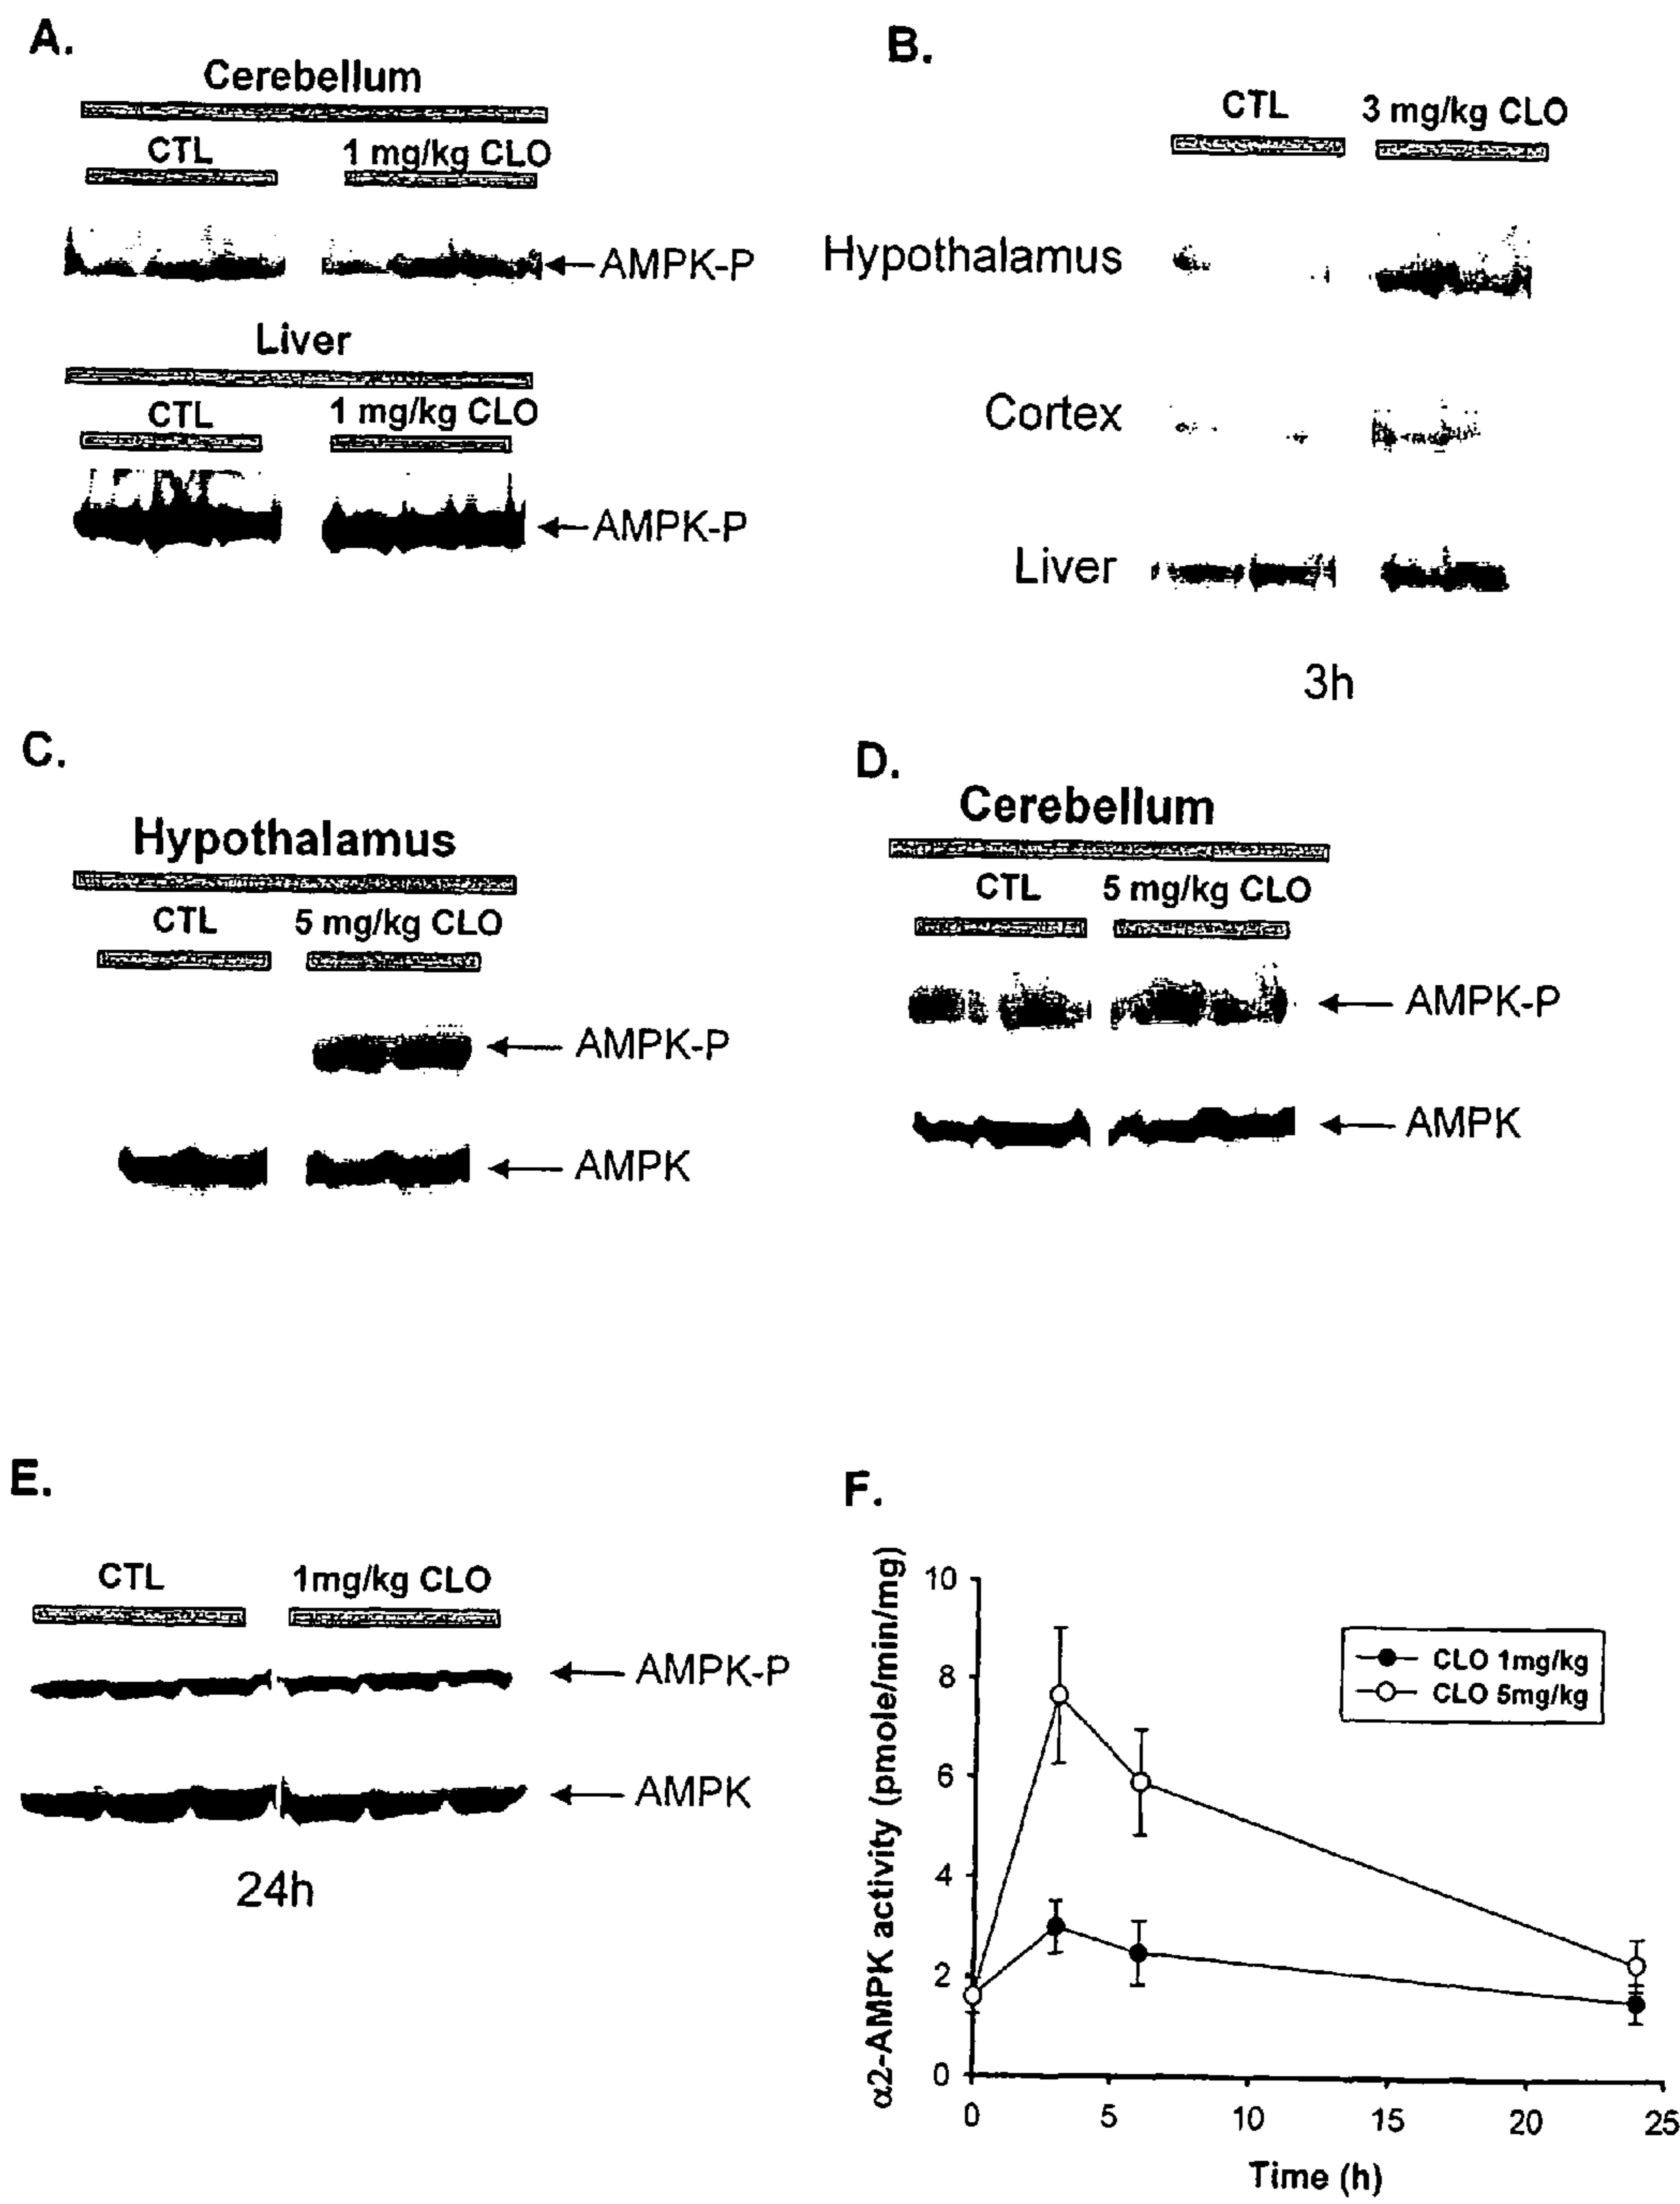 A.
Cerebellum
CTL 1 mg/kg CLO
AMPK-P
Liver
CTL 1 mg/kg CLO
AMPK-P
B.
CTL 3 mg/kg CLO
Hypothalamus
Cortex
Liver
3h
C.
Hypothalamus
CTL 5 mg/kg CLO
AMPK-P
AMPK
D.
Cerebellum
CTL 5 mg/kg CLO
AMPK-P
AMPK
E.
CTL 1mg/kg CLO
AMPK-P
AMPK
24h
F.
α2-AMPK activity (pmole/min/mg)
10
8
6
4
2
0
CLO 1mg/kg
CLO 5mg/kg
0 5 10 15 20 25
Time (h)